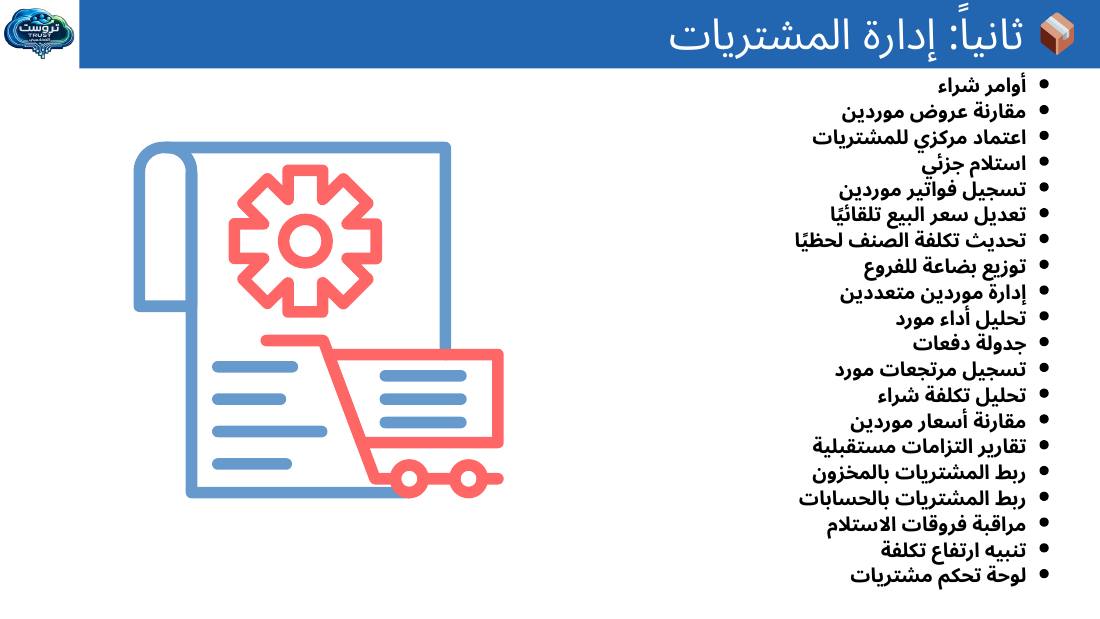 ثانياً: إدارة المشتريات
تروست
TRUST
أوامر شراء
مقارنة عروض موردين
اعتماد مركزي للمشتريات
استلام جزئي
تسجيل فواتير موردين
تعديل سعر البيع تلقائيًا
تحديث تكلفة الصنف لحظيًا
توزيع بضاعة للفروع
إدارة موردين متعددين
تحليل أداء مورد
جدولة دفعات
تسجيل مرتجعات مورد
تحليل تكلفة شراء
مقارنة أسعار موردين
تقارير التزامات مستقبلية
ربط المشتريات بالمخزون
ربط المشتريات بالحسابات
مراقبة فروقات الاستلام
تنبيه ارتفاع تكلفة
لوحة تحكم مشتريات